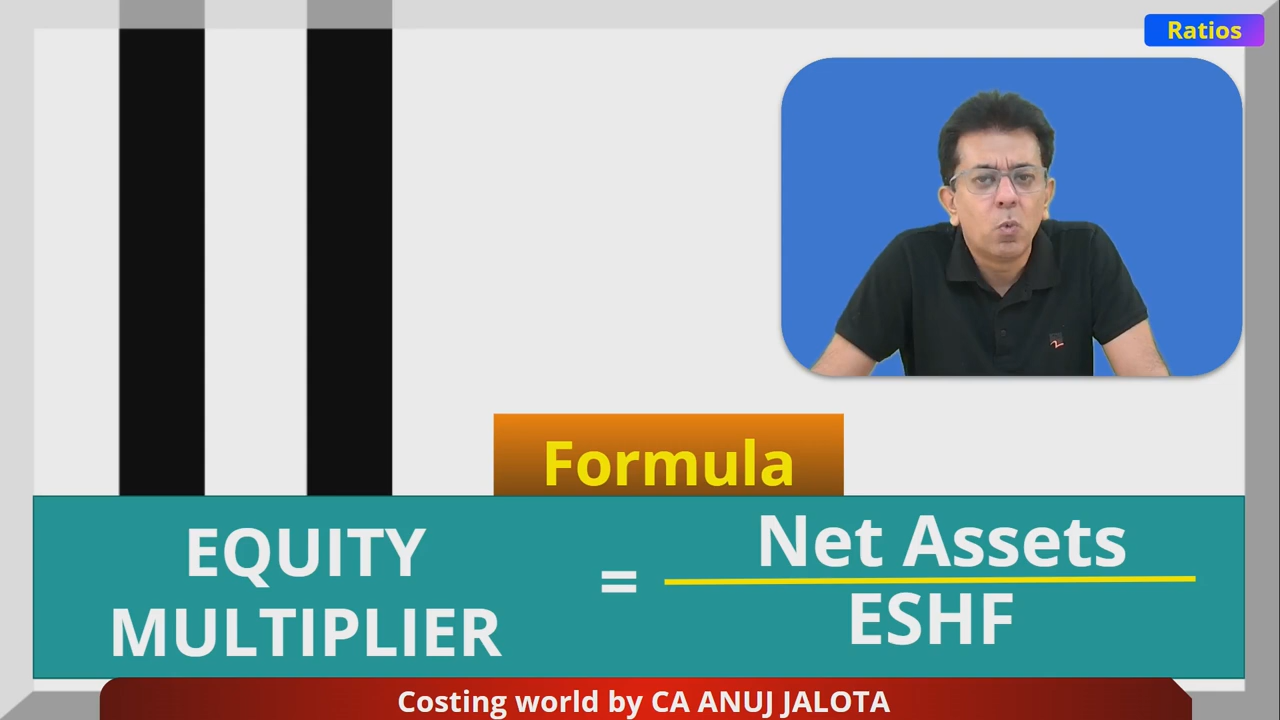 Ratios
Formula
EQUITY
MULTIPLIER
=
Net Assets
ESHF
Costing world by CA ANUJ JALOTA